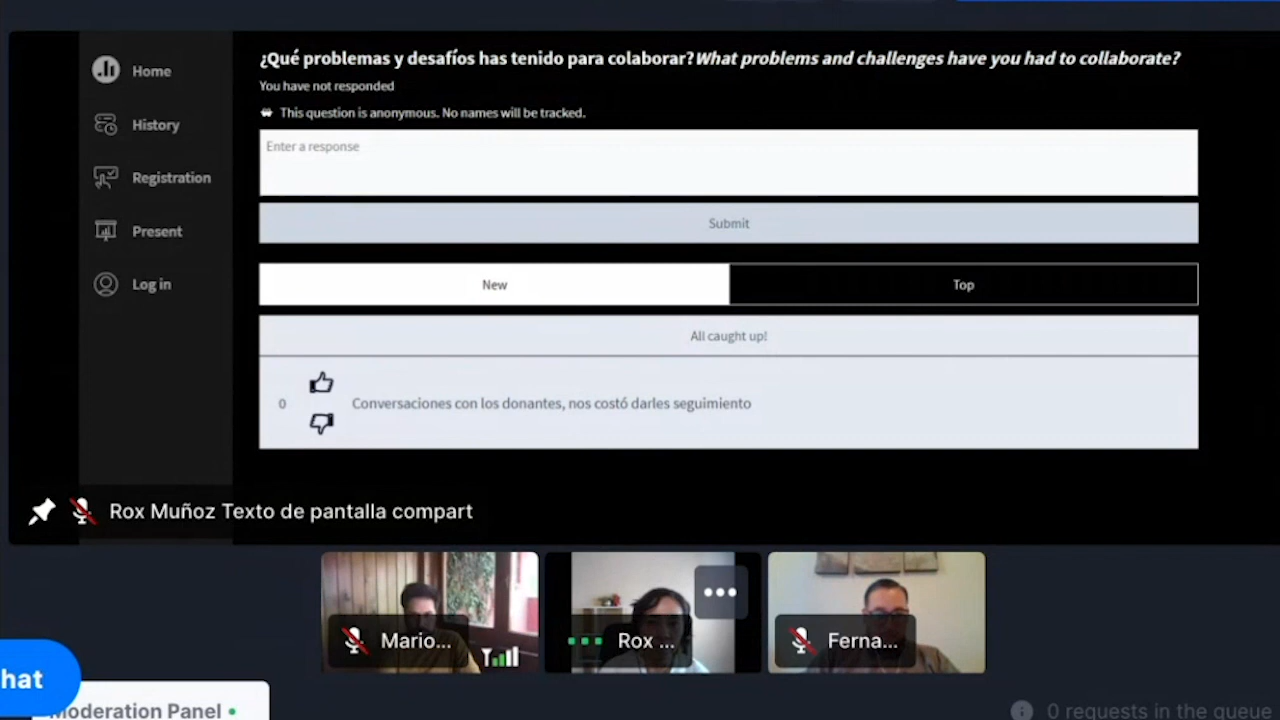 ¿Qué problemas y desafíos has tenido para colaborar? What problems and challenges have you had to collaborate?
Home
You have not responded
This question is anonymous. No names will be tracked.
History
Enter a response
Registration
Present
Submit
Log in
New
Top
All caught up!
0
Conversaciones con los donantes, nos costó darles seguimiento
Rox Muñoz Texto de pantalla compart
Mario...
Rox ...
Ferna...
hat
Moderation Panel
0 requests in the queue